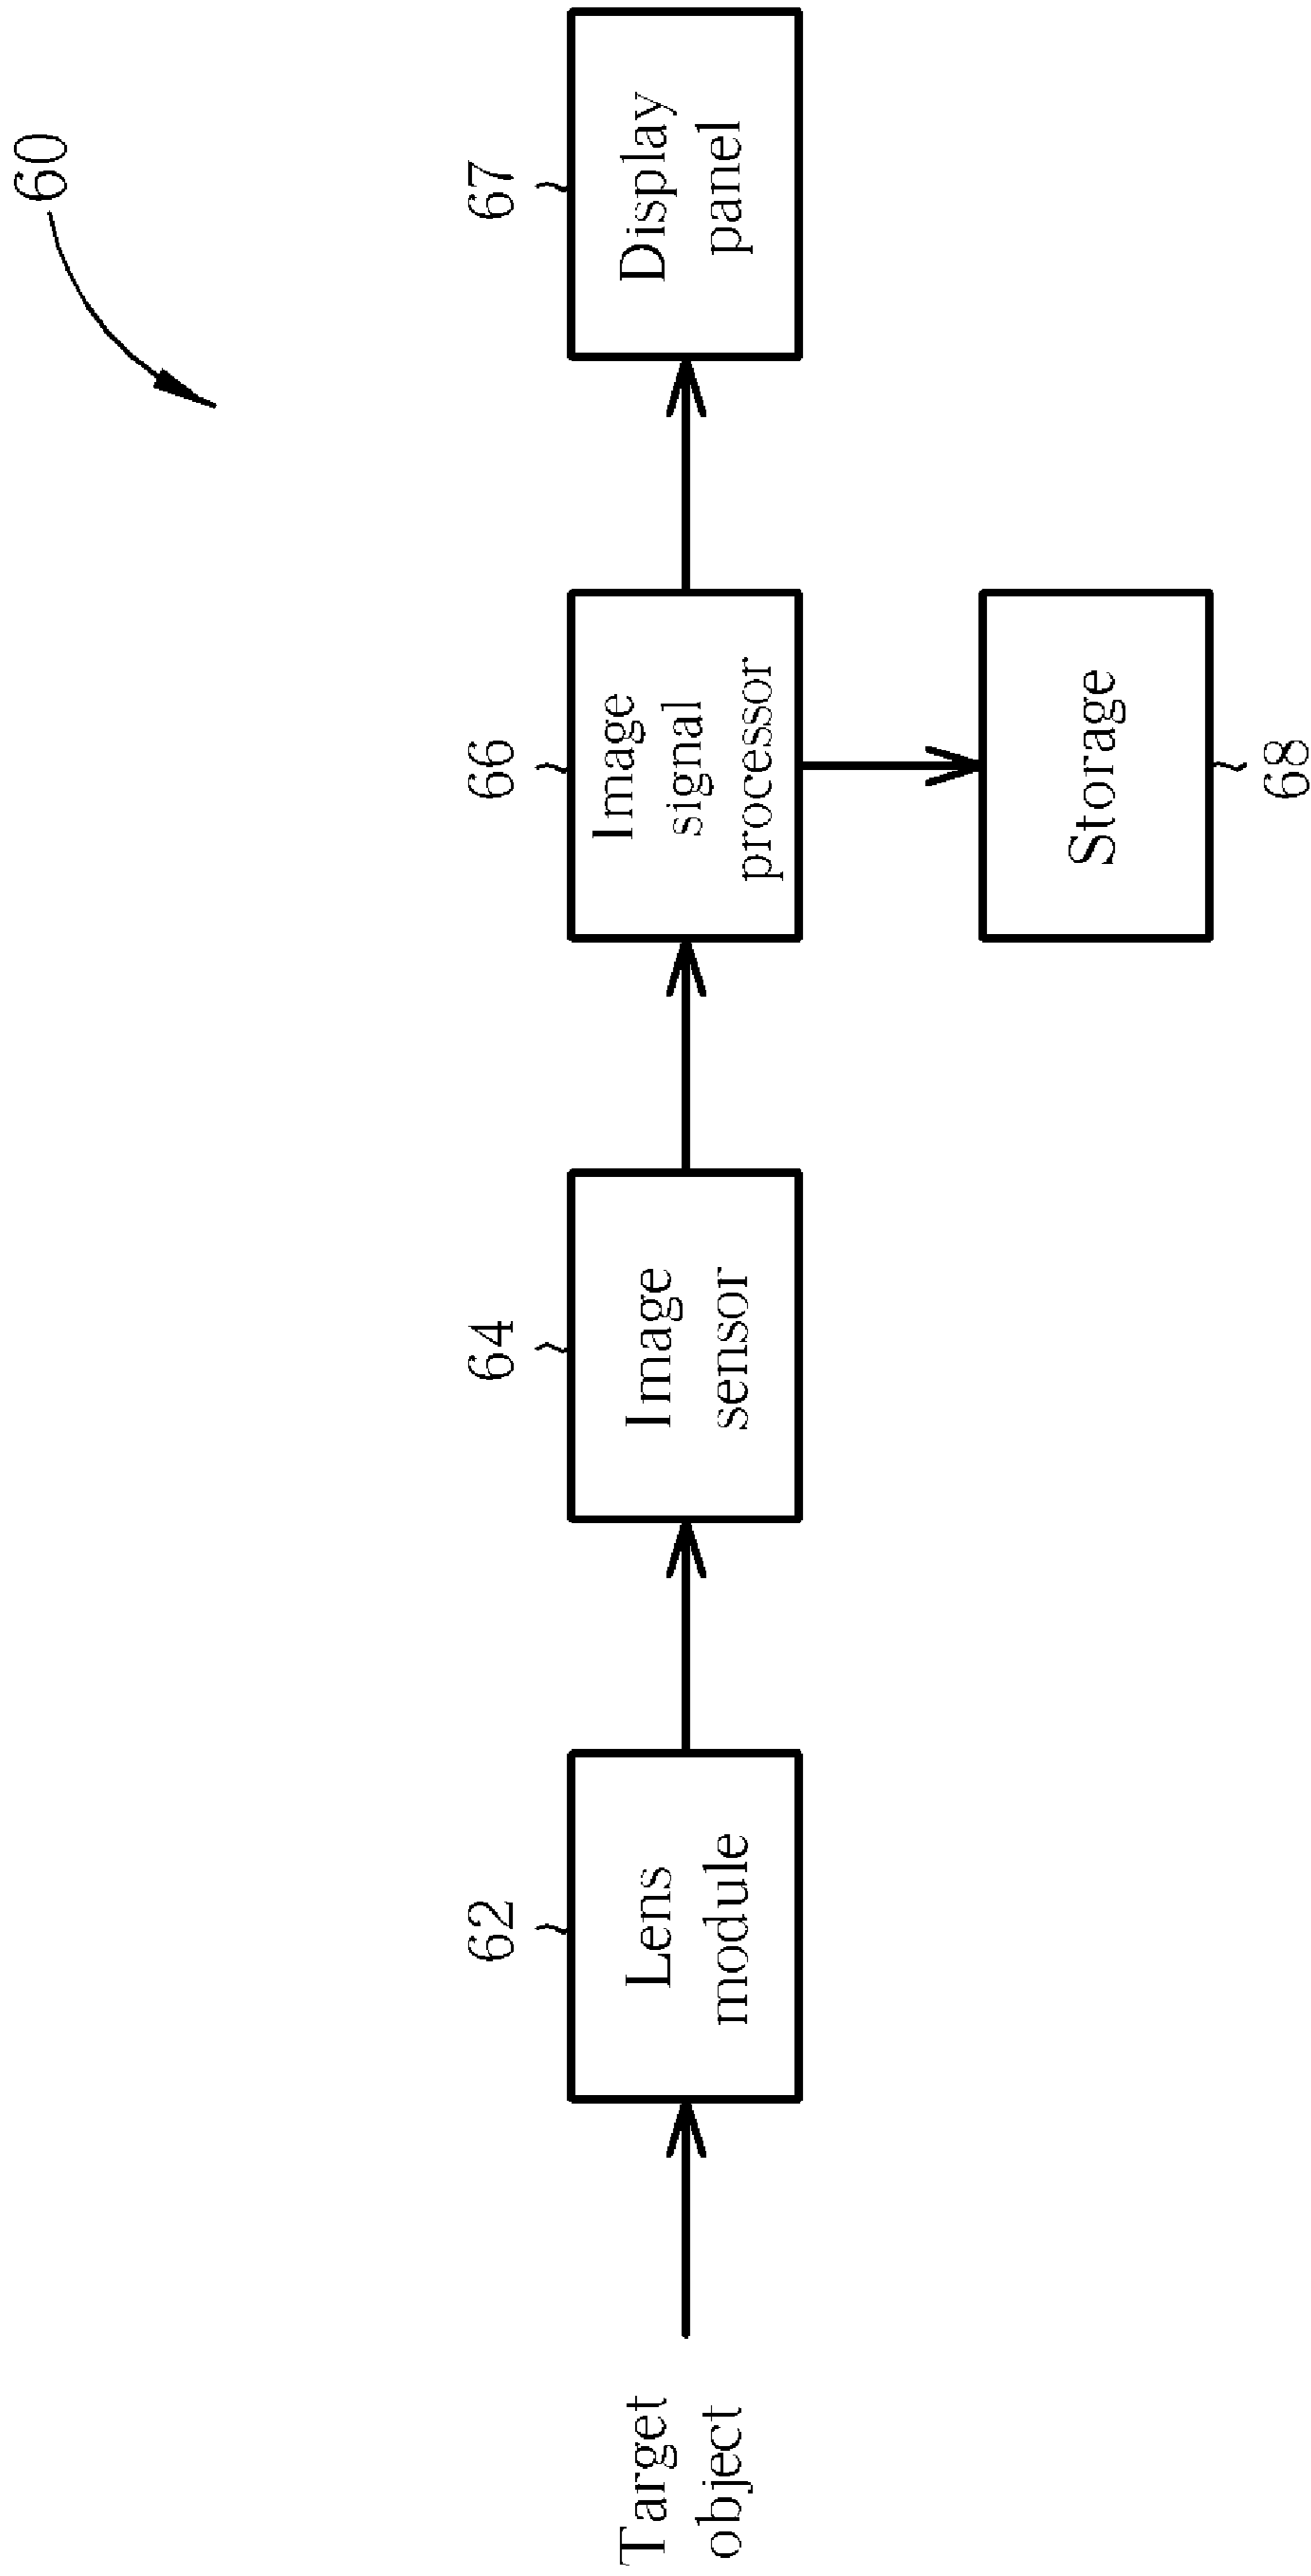 60
Target
object
62
Lens
module
64
Image
sensor
66
Image
signal
processor
67
Display
panel
Storage
68